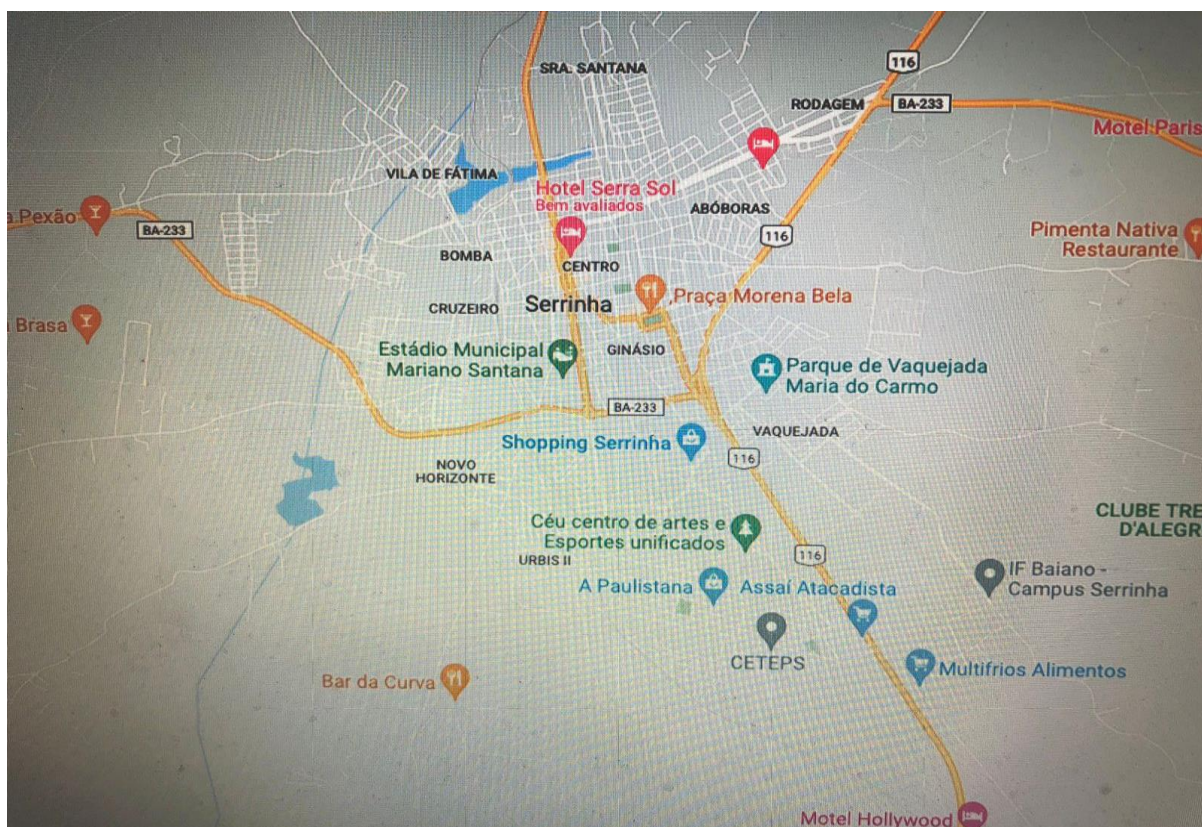 SRA. SANTANA
116
RODAGEM
BA-233
Motel Paris
VILA DE FÁTIMA
Hotel Serra Sol
Bem avaliados
ABÓBORAS
Pexão
BA-233
116
Pimenta Nativa
Restaurante
BOMBA
CENTRO
Praça Morena Bela
Serrinha
CRUZEIRO
Brasa
Estádio Municipal
Mariano Santana
GINÁSIO
Parque de Vaquejada
Maria do Carmo
BA-233
VAQUEJADA
Shopping Serrinha
116
NOVO
HORIZONTE
CLUBE TRE
D'ALEGR
Céu centro de artes e
Esportes unificados
116
URBIS II
IF Baiano -
Campus Serrinha
A Paulistana
Assaí Atacadista
CETEPS
Multifrios Alimentos
Bar da Curva
Motel Hollywood